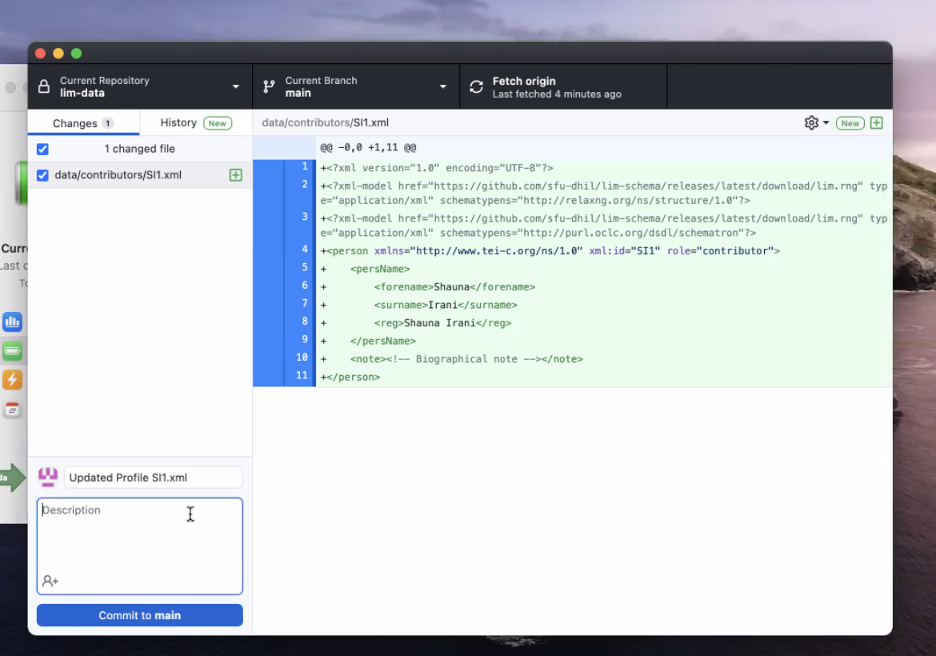 Current Repository
lim-data
Current Branch
main
Fetch origin
Last fetched 4 minutes ago
Changes 1
History New
data/contributors/SI1.xml
New
1 changed file
data/contributors/SI1.xml
@@ -0,0 +1,11 @@
1 +<?xml version="1.0" encoding="UTF-8"?>
2 +<?xml-model href="https://github.com/sfu-dhil/lim-schema/releases/latest/download/lim.rng" typ
e="application/xml" schematypens="http://relaxng.org/ns/structure/1.0"?>
3 +<?xml-model href="https://github.com/sfu-dhil/lim-schema/releases/latest/download/lim.rng" typ
e="application/xml" schematypens="http://purl.oclc.org/dsdl/schematron"?>
4 +<person xmlns="http://www.tei-c.org/ns/1.0" xml:id="SI1" role="contributor">
5 + <persName>
6 + <forename>Shauna</forename>
7 + <surname>Irani</surname>
8 + <reg>Shauna Irani</reg>
9 + </persName>
10 + <note><!-- Biographical note --></note>
11 +</person>
Updated Profile SI1.xml
Description
Commit to main